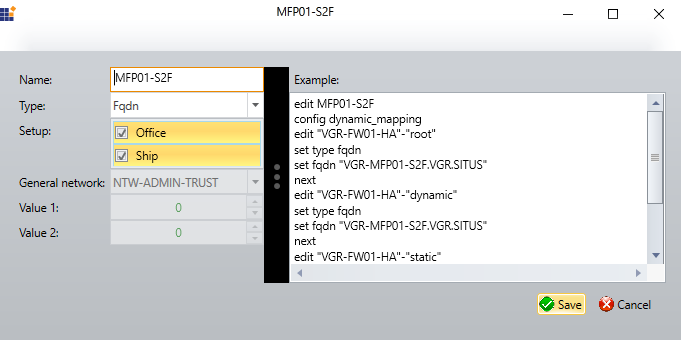 MFP01-S2F
Name:
MFP01-S2F
Type:
Fqdn
Setup:
Office
Ship
General network:
NTW-ADMIN-TRUST
Value 1:
0
Value 2:
0
Example:
edit MFP01-S2F
config dynamic_mapping
edit "VGR-FW01-HA"-"root"
set type fqdn
set fqdn "VGR-MFP01-S2F.VGR.SITUS"
next
edit "VGR-FW01-HA"-"dynamic"
set type fqdn
set fqdn "VGR-MFP01-S2F.VGR.SITUS"
next
edit "VGR-FW01-HA"-"static"
Save
Cancel